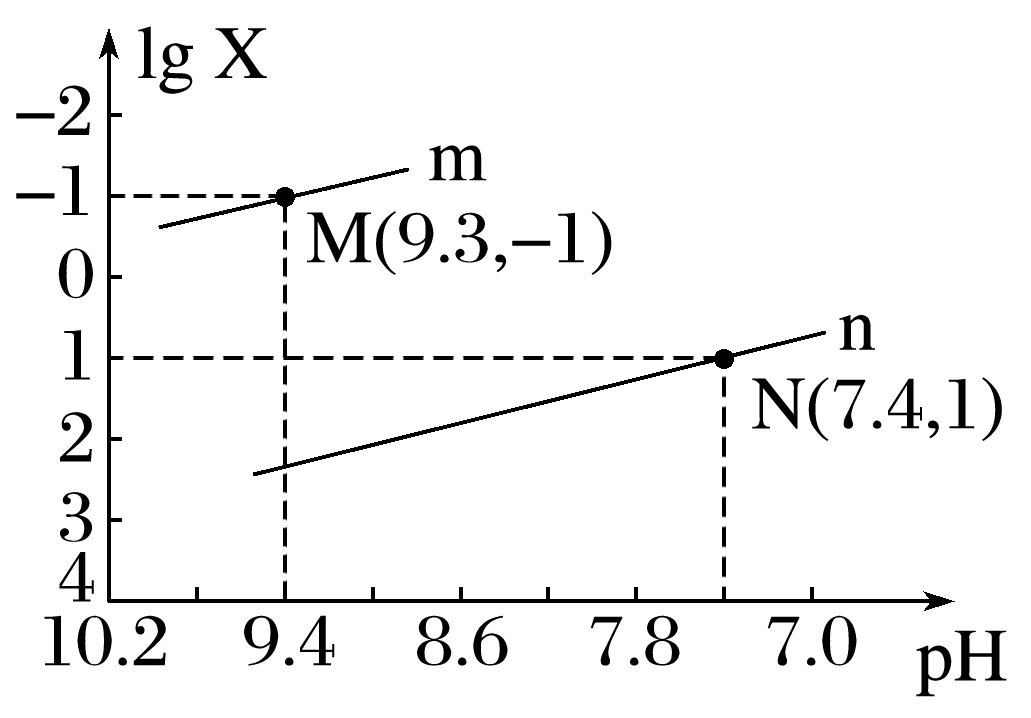 lg X
−2
−1
0
1
2
3
4
m
M(9.3,−1)
n
N(7.4,1)
10.2 9.4 8.6 7.8 7.0
pH